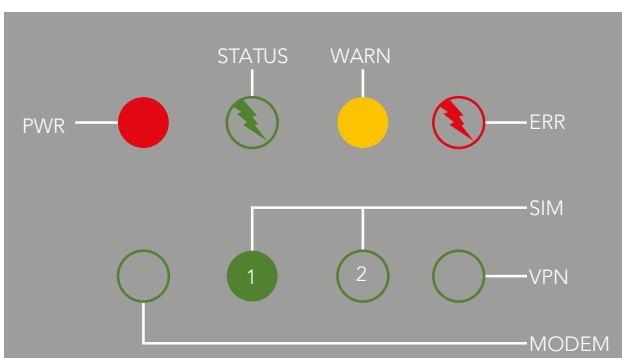 STATUS WARN
PWR ERR
SIM
1 2 VPN
MODEM